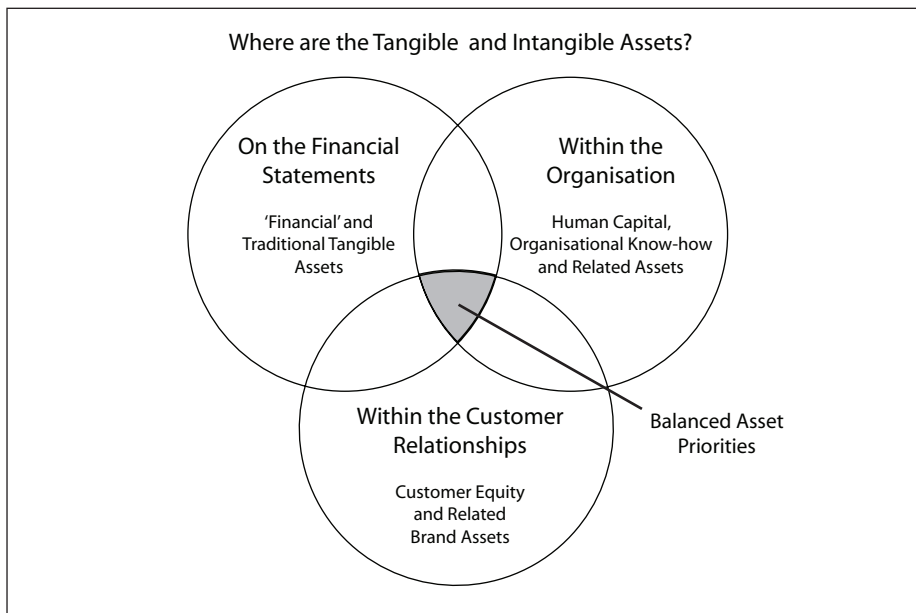 Where are the Tangible and Intangible Assets?
On the Financial
Statements
'Financial' and
Traditional Tangible
Assets
Within the
Organisation
Human Capital,
Organisational Know-how
and Related Assets
Within the Customer
Relationships
Customer Equity
and Related
Brand Assets
Balanced Asset
Priorities